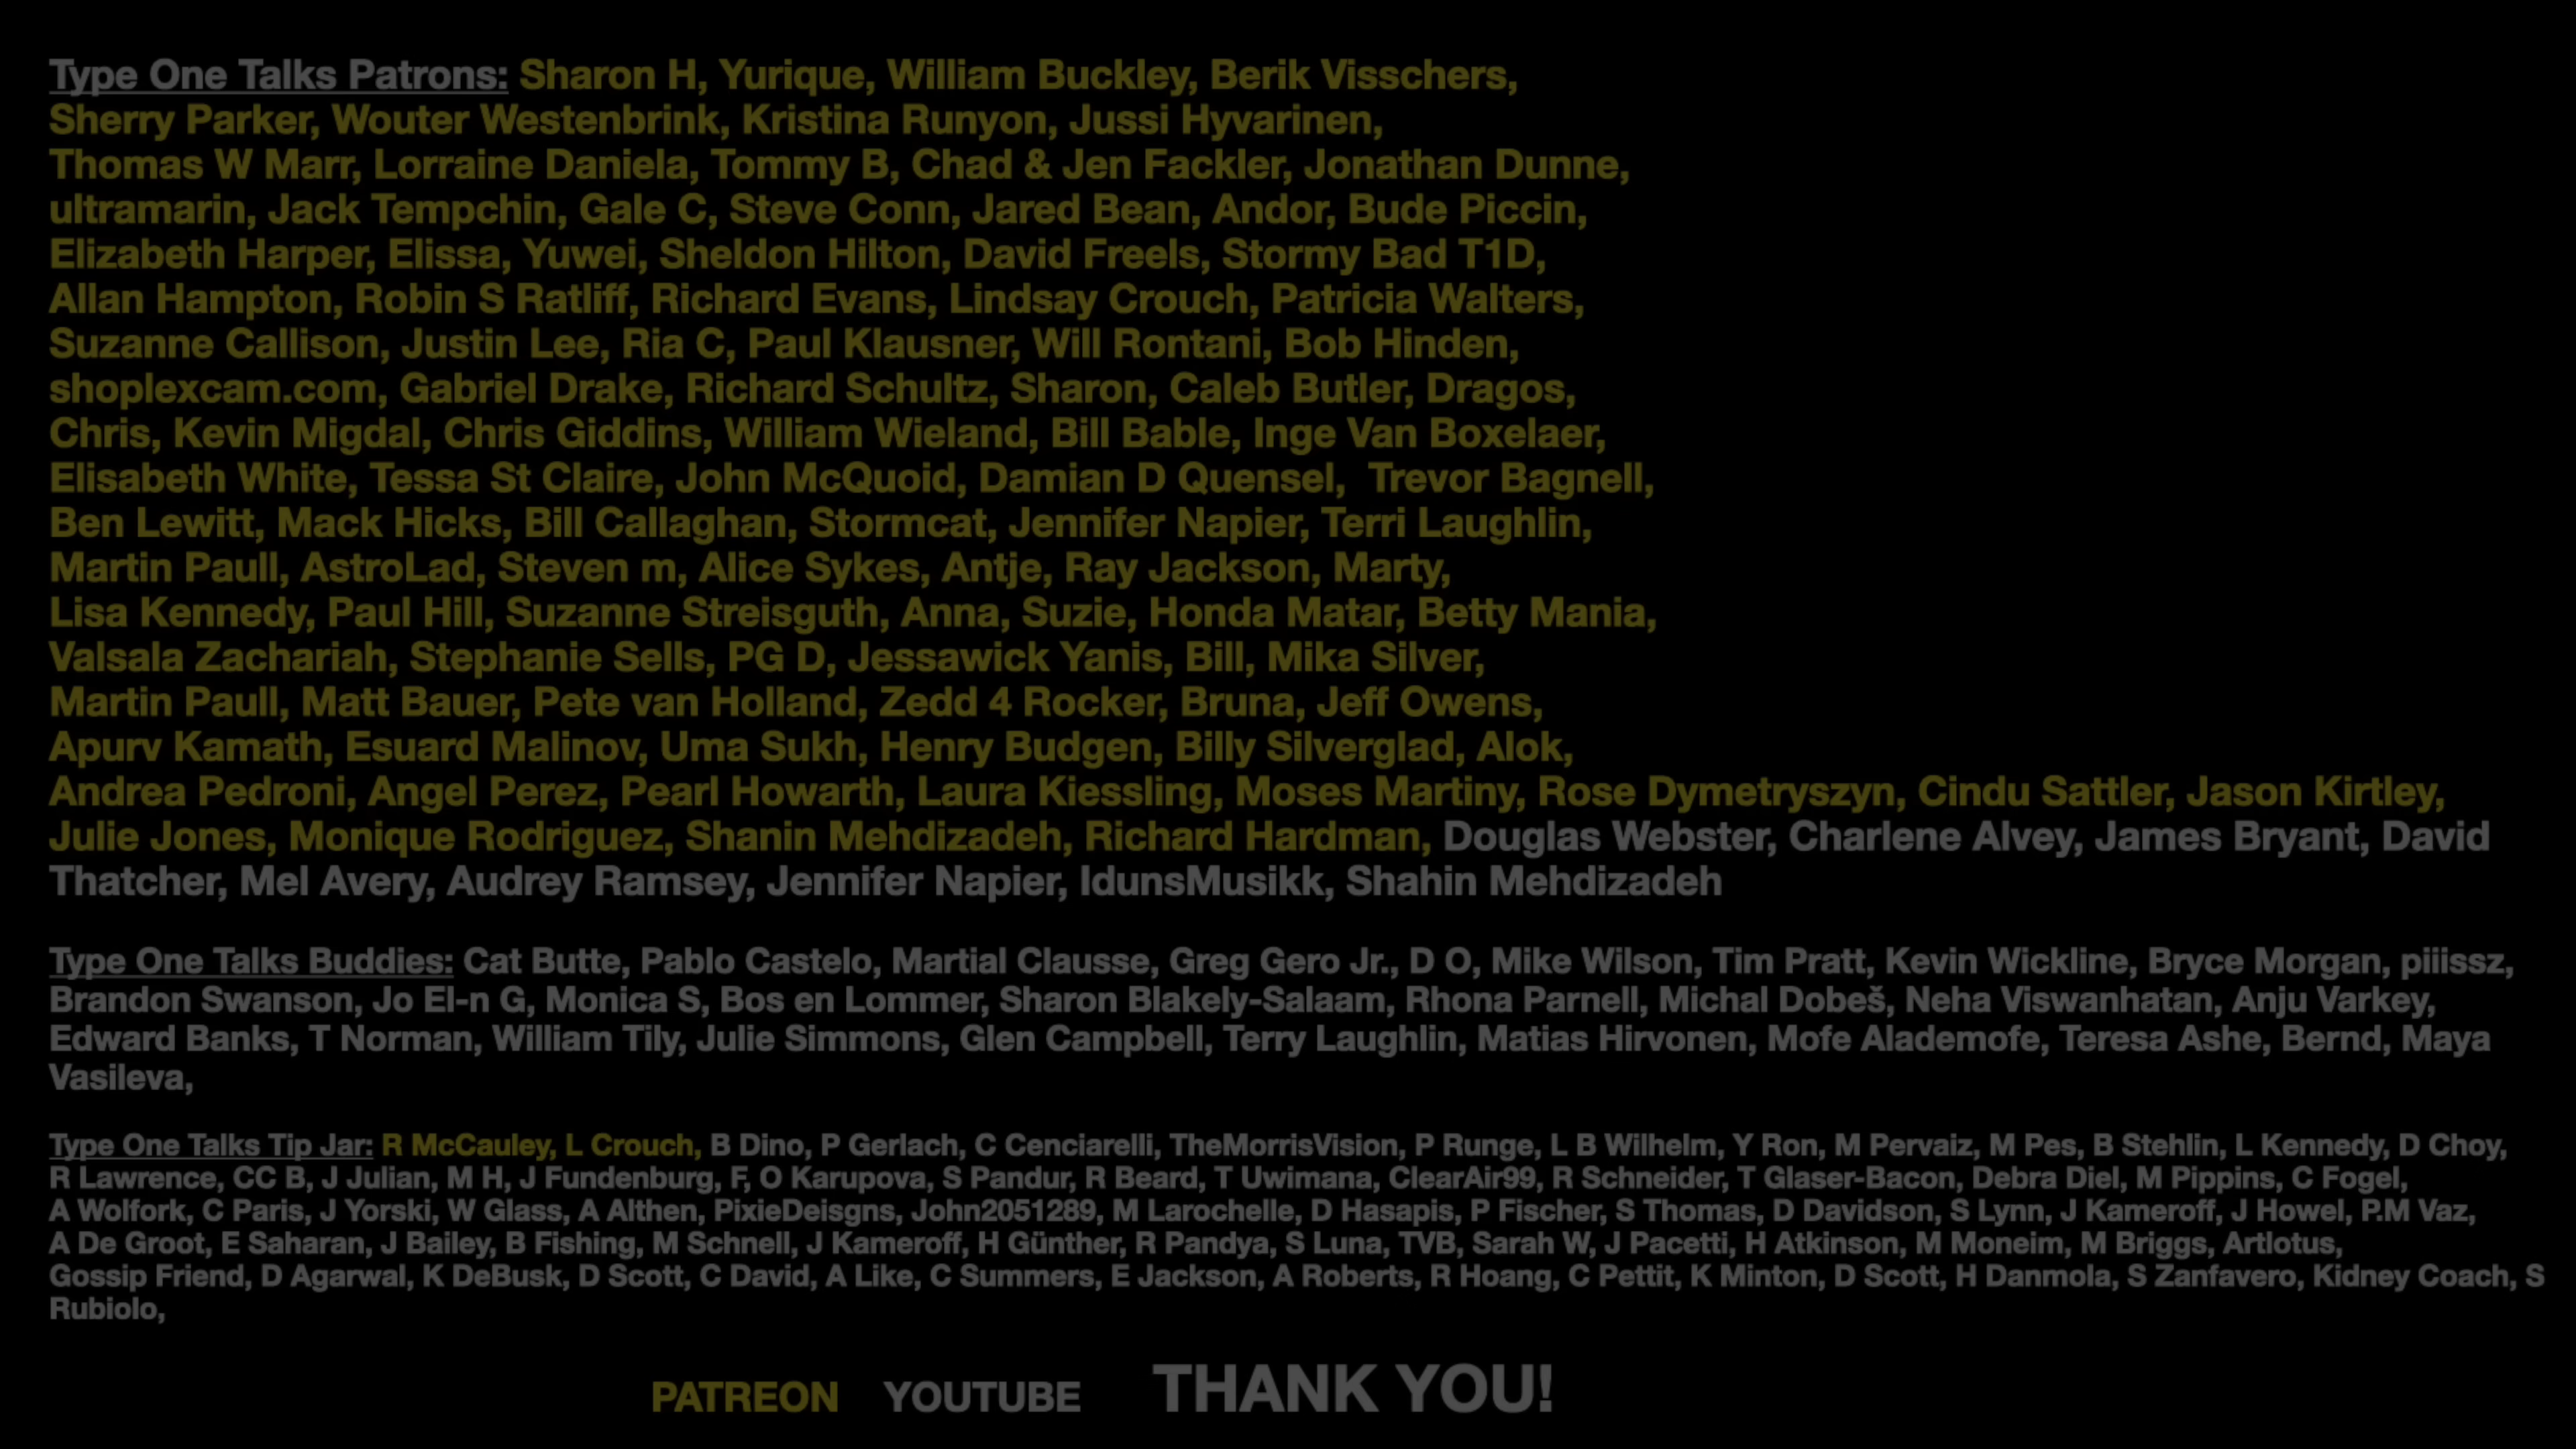 Type One Talks Patrons: Sharon H, Yurique, William Buckley, Berik Visschers,
Sherry Parker, Wouter Westenbrink, Kristina Runyon, Jussi Hyvarinen,
Thomas W Marr, Lorraine Daniela, Tommy B, Chad & Jen Fackler, Jonathan Dunne,
ultramarin, Jack Tempchin, Gale C, Steve Conn, Jared Bean, Andor, Bude Piccin,
Elizabeth Harper, Elissa, Yuwei, Sheldon Hilton, David Freels, Stormy Bad T1D,
Allan Hampton, Robin S Ratliff, Richard Evans, Lindsay Crouch, Patricia Walters,
Suzanne Callison, Justin Lee, Ria C, Paul Klausner, Will Rontani, Bob Hinden,
shoplexcam.com, Gabriel Drake, Richard Schultz, Sharon, Caleb Butler, Dragos,
Chris, Kevin Migdal, Chris Giddins, William Wieland, Bill Bable, Inge Van Boxelaer,
Elisabeth White, Tessa St Claire, John McQuoid, Damian D Quensel,  Trevor Bagnell,
Ben Lewitt, Mack Hicks, Bill Callaghan, Stormcat, Jennifer Napier, Terri Laughlin,
Martin Paull, AstroLad, Steven m, Alice Sykes, Antje, Ray Jackson, Marty,
Lisa Kennedy, Paul Hill, Suzanne Streisguth, Anna, Suzie, Honda Matar, Betty Mania,
Valsala Zachariah, Stephanie Sells, PG D, Jessawick Yanis, Bill, Mika Silver,
Martin Paull, Matt Bauer, Pete van Holland, Zedd 4 Rocker, Bruna, Jeff Owens,
Apurv Kamath, Esuard Malinov, Uma Sukh, Henry Budgen, Billy Silverglad, Alok,
Andrea Pedroni, Angel Perez, Pearl Howarth, Laura Kiessling, Moses Martiny, Rose Dymetryszyn, Cindu Sattler, Jason Kirtley,
Julie Jones, Monique Rodriguez, Shanin Mehdizadeh, Richard Hardman, Douglas Webster, Charlene Alvey, James Bryant, David
Thatcher, Mel Avery, Audrey Ramsey, Jennifer Napier, IdunsMusikk, Shahin Mehdizadeh
Type One Talks Buddies: Cat Butte, Pablo Castelo, Martial Clausse, Greg Gero Jr., D O, Mike Wilson, Tim Pratt, Kevin Wickline, Bryce Morgan, piiissz,
Brandon Swanson, Jo El-n G, Monica S, Bos en Lommer, Sharon Blakely-Salaam, Rhona Parnell, Michal Dobeš, Neha Viswanhatan, Anju Varkey,
Edward Banks, T Norman, William Tily, Julie Simmons, Glen Campbell, Terry Laughlin, Matias Hirvonen, Mofe Alademofe, Teresa Ashe, Bernd, Maya
Vasileva,
Type One Talks Tip Jar: R McCauley, L Crouch, B Dino, P Gerlach, C Cenciarelli, TheMorrisVision, P Runge, L B Wilhelm, Y Ron, M Pervaiz, M Pes, B Stehlin, L Kennedy, D Choy,
R Lawrence, CC B, J Julian, M H, J Fundenburg, F, O Karupova, S Pandur, R Beard, T Uwimana, ClearAir99, R Schneider, T Glaser-Bacon, Debra Diel, M Pippins, C Fogel,
A Wolfork, C Paris, J Yorski, W Glass, A Althen, PixieDeisgns, John2051289, M Larochelle, D Hasapis, P Fischer, S Thomas, D Davidson, S Lynn, J Kameroff, J Howel, P.M Vaz,
A De Groot, E Saharan, J Bailey, B Fishing, M Schnell, J Kameroff, H Günther, R Pandya, S Luna, TVB, Sarah W, J Pacetti, H Atkinson, M Moneim, M Briggs, Artlotus,
Gossip Friend, D Agarwal, K DeBusk, D Scott, C David, A Like, C Summers, E Jackson, A Roberts, R Hoang, C Pettit, K Minton, D Scott, H Danmola, S Zanfavero, Kidney Coach, S
Rubiolo,
PATREON YOUTUBE THANK YOU!